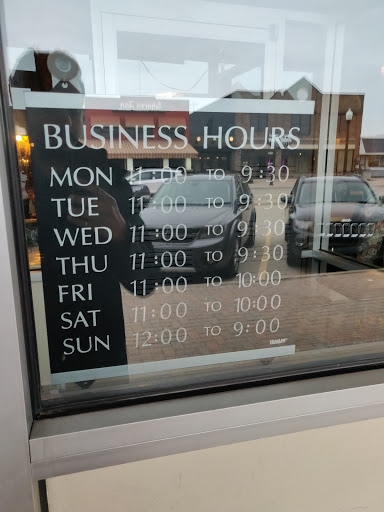 BUSINESS • HOURS
MON 11:00 TO 9:30
TUE 11:00 TO 9:30
WED 11:00 TO 9:30
THU 11:00 TO 9:30
FRI 11:00 TO 10:00
SAT 11:00 TO 10:00
SUN 12:00 TO 9:00